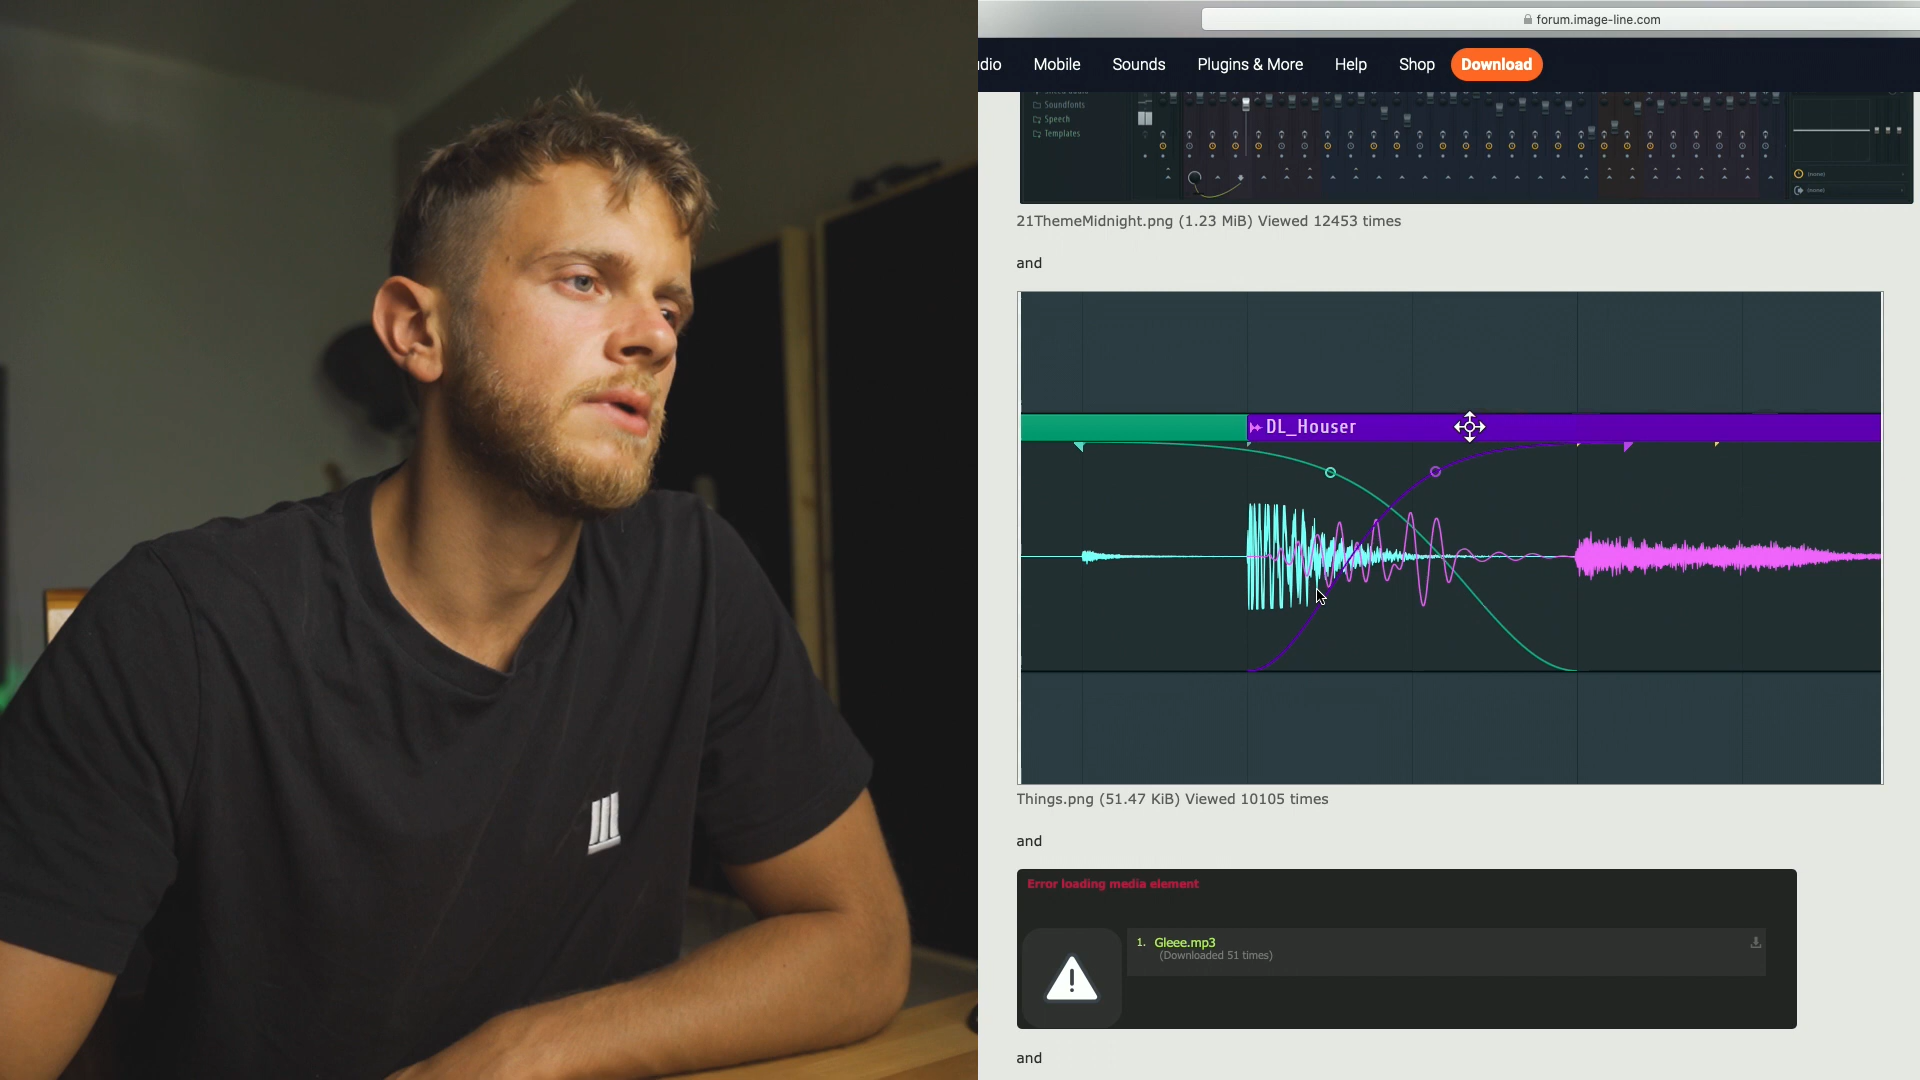 forum.image-line.com
dio
Mobile
Sounds
Plugins & More
Help
Shop
Download
Soundfonts
Speech
Templates
(none)
(none)
21ThemeMidnight.png (1.23 MiB) Viewed 12453 times
and
DL_Houser
Things.png (51.47 KiB) Viewed 10105 times
and
Error loading media element
1. Gleee.mp3
(Downloaded 51 times)
and